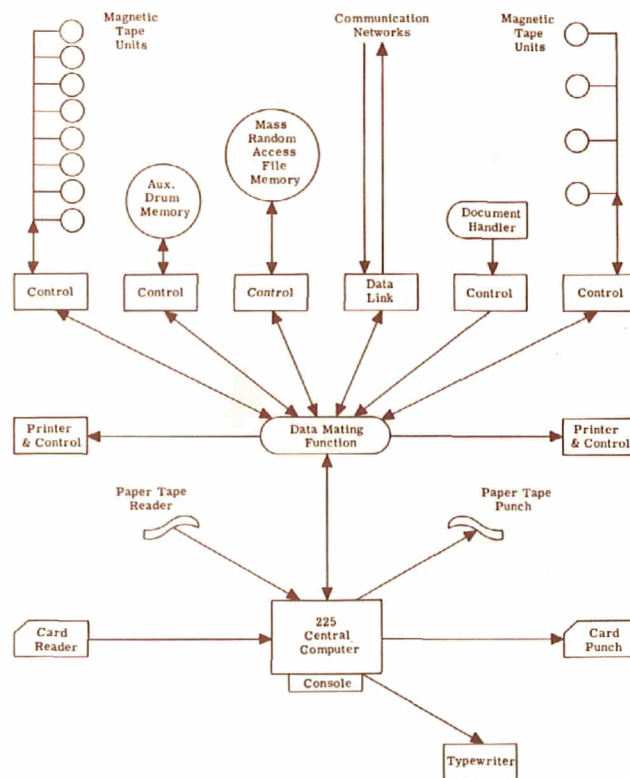 Magnetic
Tape
Units
Communication
Networks
Magnetic
Tape
Units
Mass
Random
Access
File
Memory
Aux.
Drum
Memory
Document
Handler
Control
Control
Control
Data
Link
Control
Control
Printer
& Control
Data Mating
Function
Printer
& Control
Paper Tape
Reader
Paper Tape
Punch
Card
Reader
225
Central
Computer
Card
Punch
Console
Typewriter